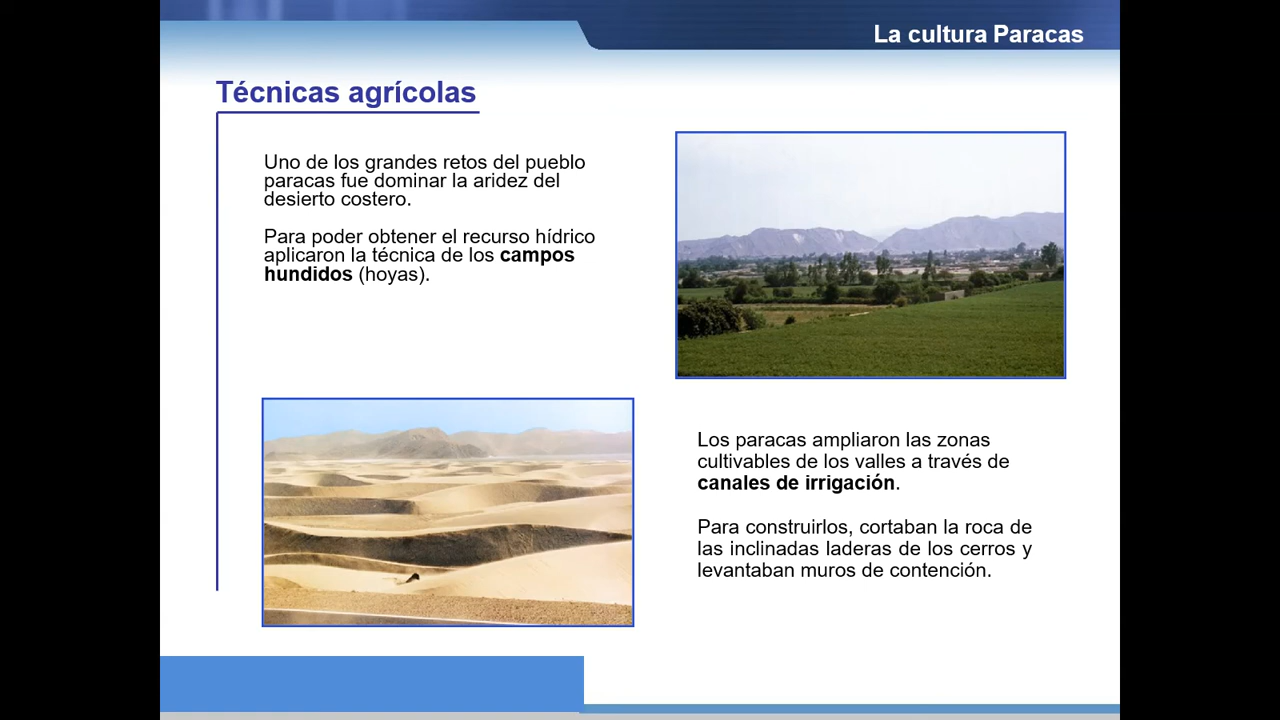 La cultura Paracas
Técnicas agrícolas
Uno de los grandes retos del pueblo
paracas fue dominar la aridez del
desierto costero.
Para poder obtener el recurso hídrico
aplicaron la técnica de los campos
hundidos (hoyas).
Los paracas ampliaron las zonas
cultivables de los valles a través de
canales de irrigación.
Para construirlos, cortaban la roca de
las inclinadas laderas de los cerros y
levantaban muros de contención.